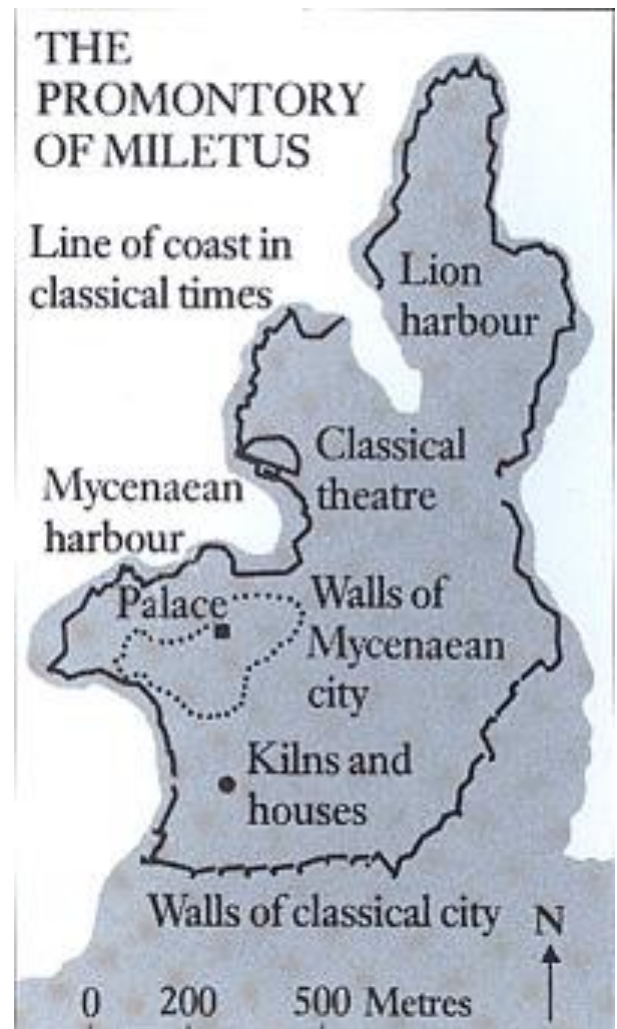 THE
PROMONTORY
OF MILETUS
Line of coast in
classical times
Lion
harbour
Classical
theatre
Mycenaean
harbour
Palace
Walls of
Mycenaean
city
Kilns and
houses
Walls of classical city
N
0 200 500 Metres